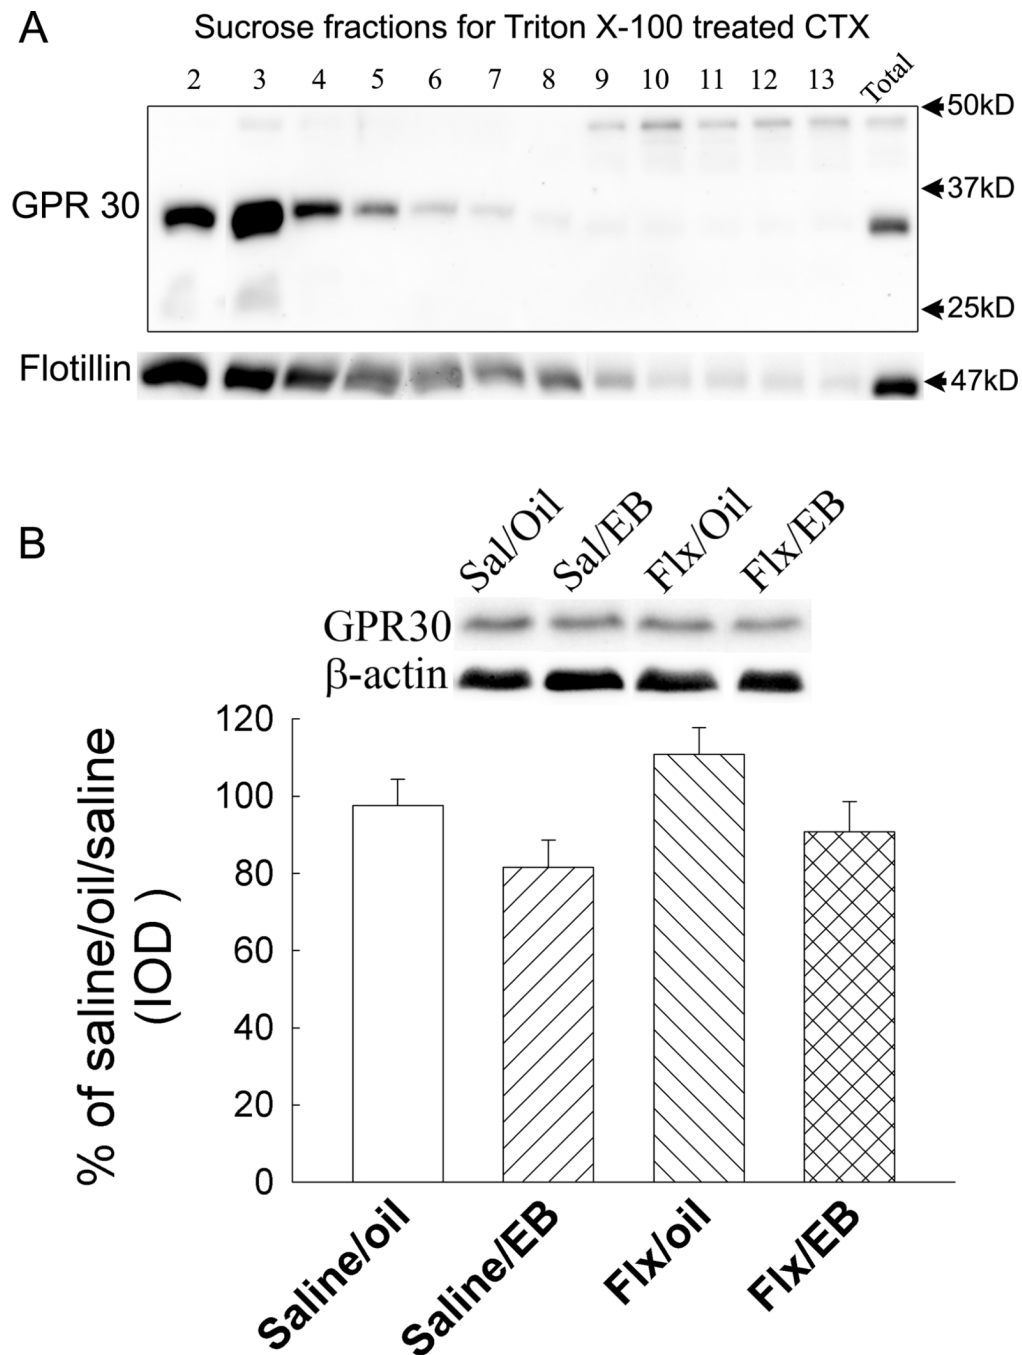 A
Sucrose fractions for Triton X-100 treated CTX
2 3 4 5 6 7 8 9 10 11 12 13 Total
50kD
GPR 30
37kD
25kD
Flotillin
47kD
B
Sal/Oil Sal/EB Flx/Oil Flx/EB
GPR30
β-actin
% of saline/oil/saline
(IOD )
120
100
80
60
40
20
0
Saline/oil Saline/EB Flx/oil Flx/EB